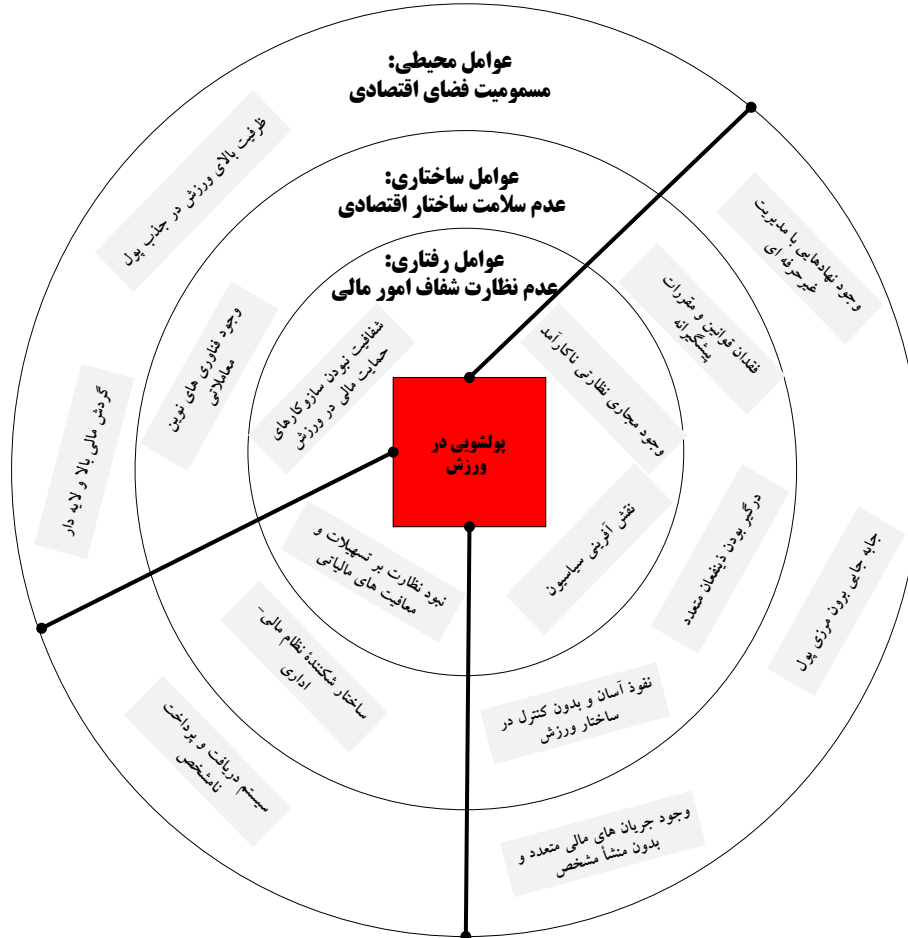 عوامل محیطی:
مسمومیت فضای اقتصادی
ظرفیت بالای ورزش در جذب پول
عوامل ساختاری:
عدم سلامت ساختار اقتصادی
وجود نهادهایی با مدیریت
غیرحرفه ای
عوامل رفتاری:
عدم نظارت شفاف امور مالی
فقدان قوانین و مقررات
پیشگیرانه
وجود فناوری های نوین
معاملاتی
شفافیت نبودن سازوکارهای
حمایت مالی در ورزش
وجود مجاری نظارتی ناکارآمد
گردش مالی بالا و لایه دار
پولشویی در
ورزش
نقش آفرینی سیاسیون
درگیر بودن ذینفعان متعدد
جابه جایی برون مرزی پول
نبود نظارت بر تسهیلات و
معافیت های مالیاتی
ساختار شکنندهٔ نظام مالی_
اداری
نفوذ آسان و بدون کنترل در
ساختار ورزش
سیستم دریافت و پرداخت
نامشخص
وجود جریان های مالی متعدد و
بدون منشأ مشخص